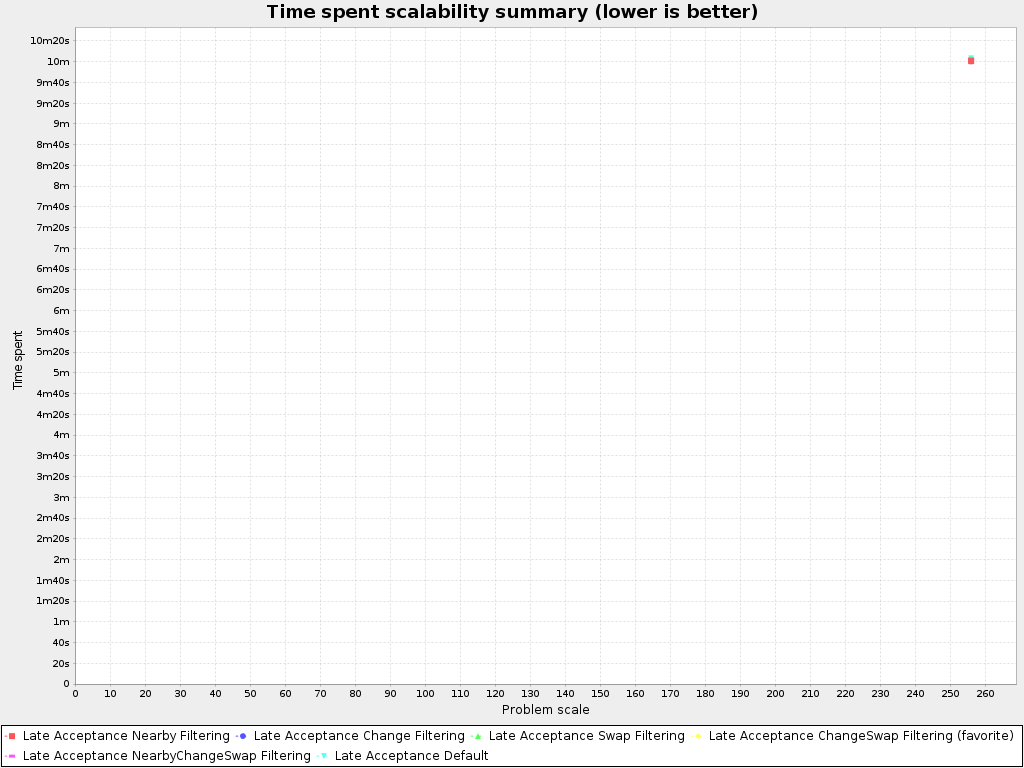 Time spent scalability summary (lower is better)
10m20s
10m
9m40s
9m20s
9m
8m40s
8m20s
8m
7m40s
7m20s
7m
6m40s
6m20s
6m
5m40s
5m20s
5m
4m40s
4m20s
4m
3m40s
3m20s
3m
2m40s
2m20s
2m
1m40s
1m20s
1m
40s
20s
0
Time spent
0 10 20 30 40 50 60 70 80 90 100 110 120 130 140 150 160 170 180 190 200 210 220 230 240 250 260
Problem scale
Late Acceptance Nearby Filtering Late Acceptance Change Filtering Late Acceptance Swap Filtering Late Acceptance ChangeSwap Filtering (favorite)
Late Acceptance NearbyChangeSwap Filtering Late Acceptance Default